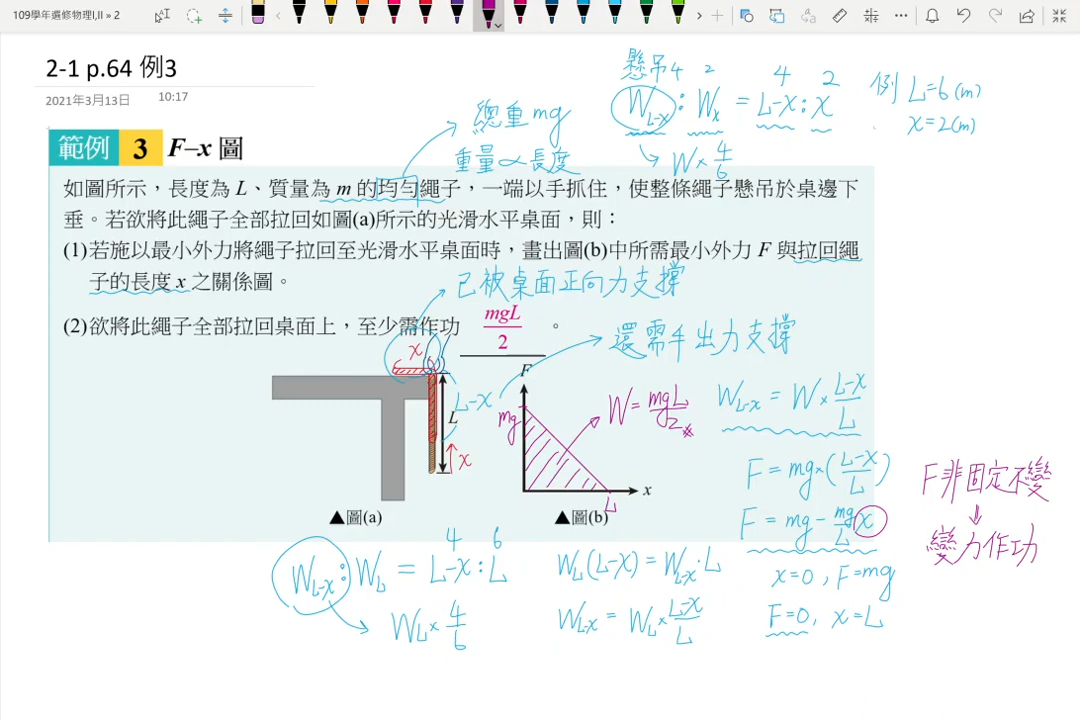 109學年選修物理I,II » 2
2-1 p.64 例3
2021年3月13日 10:17
懸吊 4 2 4 2
W_{L-x} : W_x = L-x : x
例 L=6(m)
x=2(m)
→ W × 4/6
總重mg
重量∝長度
範例 3 F–x 圖
如圖所示，長度為 L、質量為 m 的均勻繩子，一端以手抓住，使整條繩子懸吊於桌邊下
垂。若欲將此繩子全部拉回如圖(a)所示的光滑水平桌面，則：
(1)若施以最小外力將繩子拉回至光滑水平桌面時，畫出圖(b)中所需最小外力 F 與拉回繩
子的長度 x 之關係圖。
已被桌面正向力支撐
(2)欲將此繩子全部拉回桌面上，至少需作功 mgL/2 。
還需手出力支撐
x
L-x
L
x
▲圖(a)
F
mg
W = mgL/2 #
x
L
▲圖(b)
W_{L-x} = W × (L-x)/L
F = mg × (L-x)/L
F = mg - mg/L x
x=0, F=mg
F=0, x=L
F非固定不變
⇓
變力作功
4 6
W_{L-x} : W_L = L-x : L
W_L × 4/6
W_L(L-x) = W_{L-x}·L
W_{L-x} = W_L × (L-x)/L